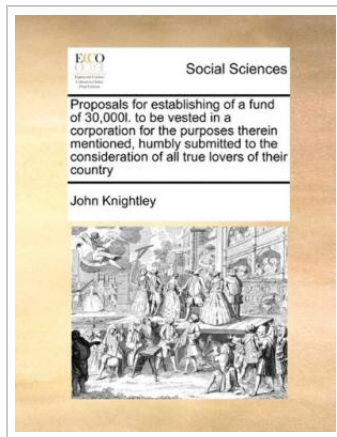 ECCO
Social Sciences
Proposals for establishing of a fund
of 30,000l. to be vested in a
corporation for the purposes therein
mentioned, humbly submitted to the
consideration of all true lovers of their
country
John Knightley